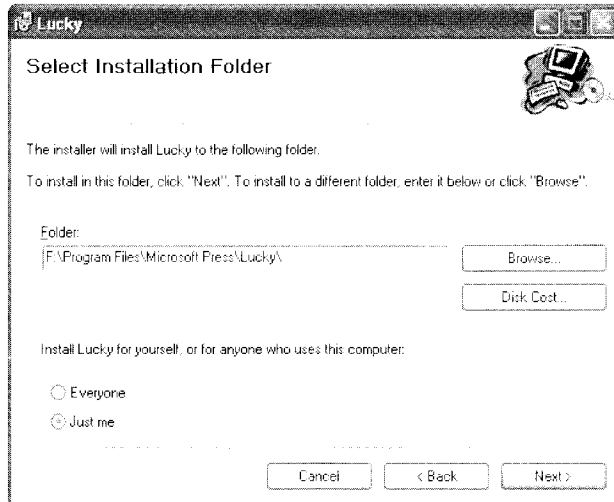 Lucky
Select Installation Folder
The installer will install Lucky to the following folder.
To install in this folder, click "Next". To install to a different folder, enter it below or click "Browse".
Folder:
F:\Program Files\Microsoft Press\Lucky\
Browse...
Disk Cost...
Install Lucky for yourself, or for anyone who uses this computer:
Everyone
Just me
Cancel
< Back
Next >